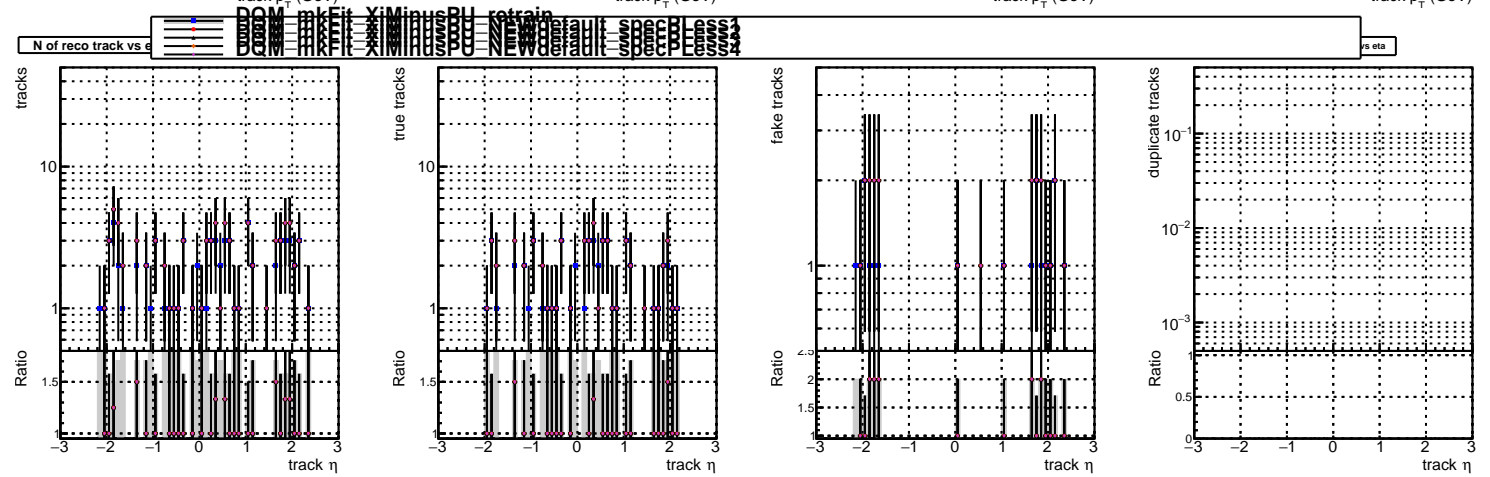 DQM_mkFit_XiMinusPU_retrain
DQM_mkFit_XiMinusPU_NEWdefault_specPLess1
DQM_mkFit_XiMinusPU_NEWdefault_specPLess4
N of reco track vs e
vs eta
tracks
10
1
Ratio
1.5
1
−3 −2 −1 0 1 2 3
track η
true tracks
10
1
Ratio
1.5
1
−3 −2 −1 0 1 2 3
track η
fake tracks
1
Ratio
2.5
2
1.5
1
−3 −2 −1 0 1 2 3
track η
duplicate tracks
10⁻¹
10⁻²
10⁻³
Ratio
1
0.5
0
−3 −2 −1 0 1 2 3
track η